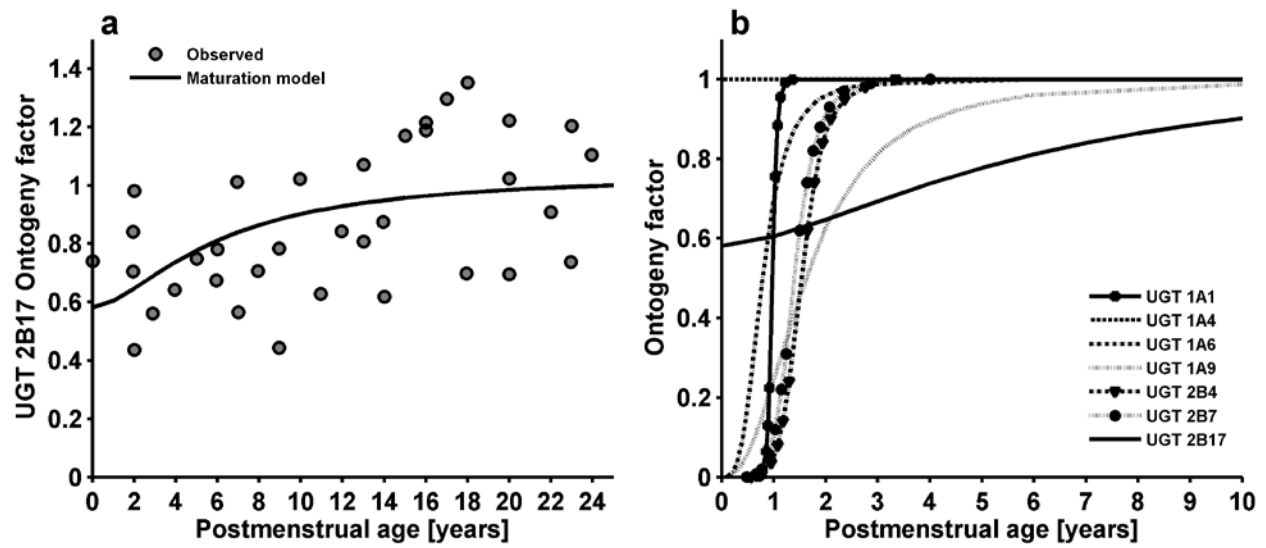 a
Observed
Maturation model
UGT 2B17 Ontogeny factor
1.4
1.2
1
0.8
0.6
0.4
0.2
0
0 2 4 6 8 10 12 14 16 18 20 22 24
Postmenstrual age [years]
b
Ontogeny factor
1
0.8
0.6
0.4
0.2
0
UGT 1A1
UGT 1A4
UGT 1A6
UGT 1A9
UGT 2B4
UGT 2B7
UGT 2B17
0 1 2 3 4 5 6 7 8 9 10
Postmenstrual age [years]